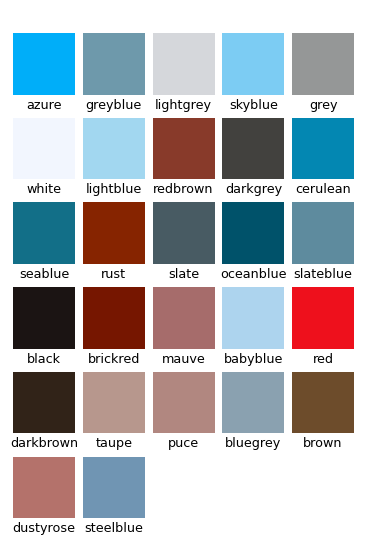 azure greyblue lightgrey skyblue grey
white lightblue redbrown darkgrey cerulean
seablue rust slate oceanblue slateblue
black brickred mauve babyblue red
darkbrown taupe puce bluegrey brown
dustyrose steelblue